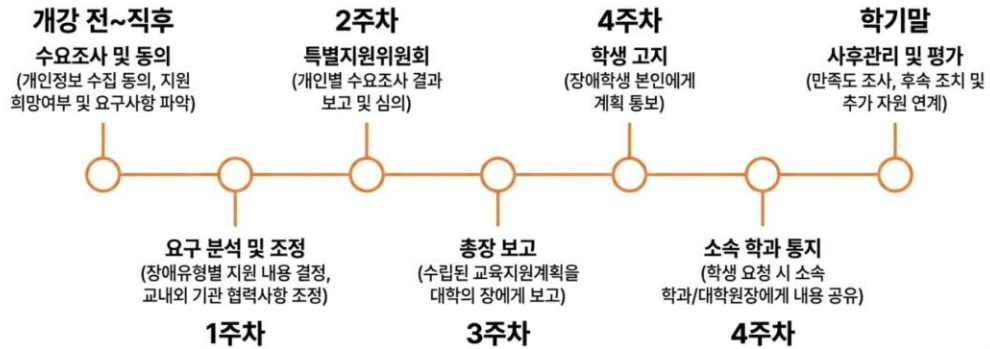 개강 전~직후
수요조사 및 동의
(개인정보 수집 동의, 지원
희망여부 및 요구사항 파악)
요구 분석 및 조정
(장애유형별 지원 내용 결정,
교내외 기관 협력사항 조정)
1주차
2주차
특별지원위원회
(개인별 수요조사 결과
보고 및 심의)
총장 보고
(수립된 교육지원계획을
대학의 장에게 보고)
3주차
4주차
학생 고지
(장애학생 본인에게
계획 통보)
소속 학과 통지
(학생 요청 시 소속
학과/대학원장에게 내용 공유)
4주차
학기말
사후관리 및 평가
(만족도 조사, 후속 조치 및
추가 자원 연계)